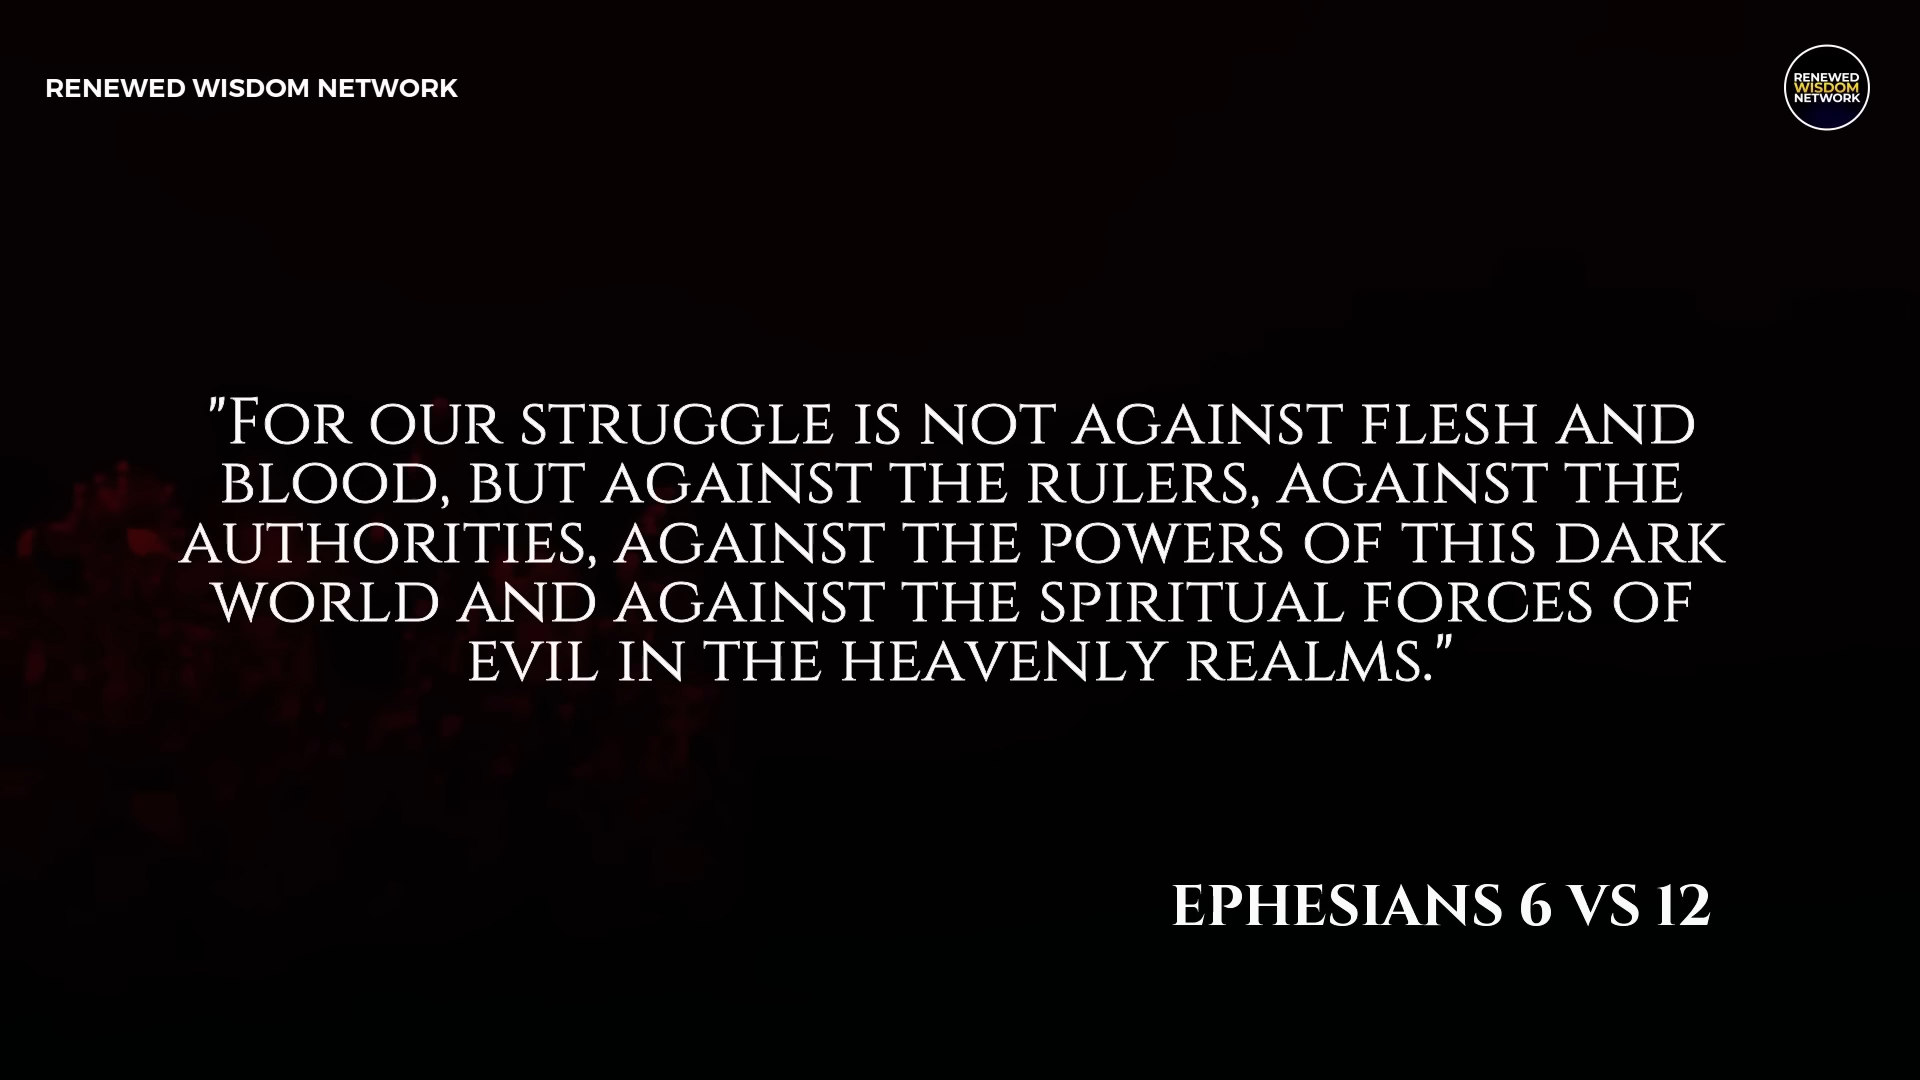 RENEWED WISDOM NETWORK
RENEWED
WISDOM
NETWORK
"For our struggle is not against flesh and
blood, but against the rulers, against the
authorities, against the powers of this dark
world and against the spiritual forces of
evil in the heavenly realms."
EPHESIANS 6 VS 12